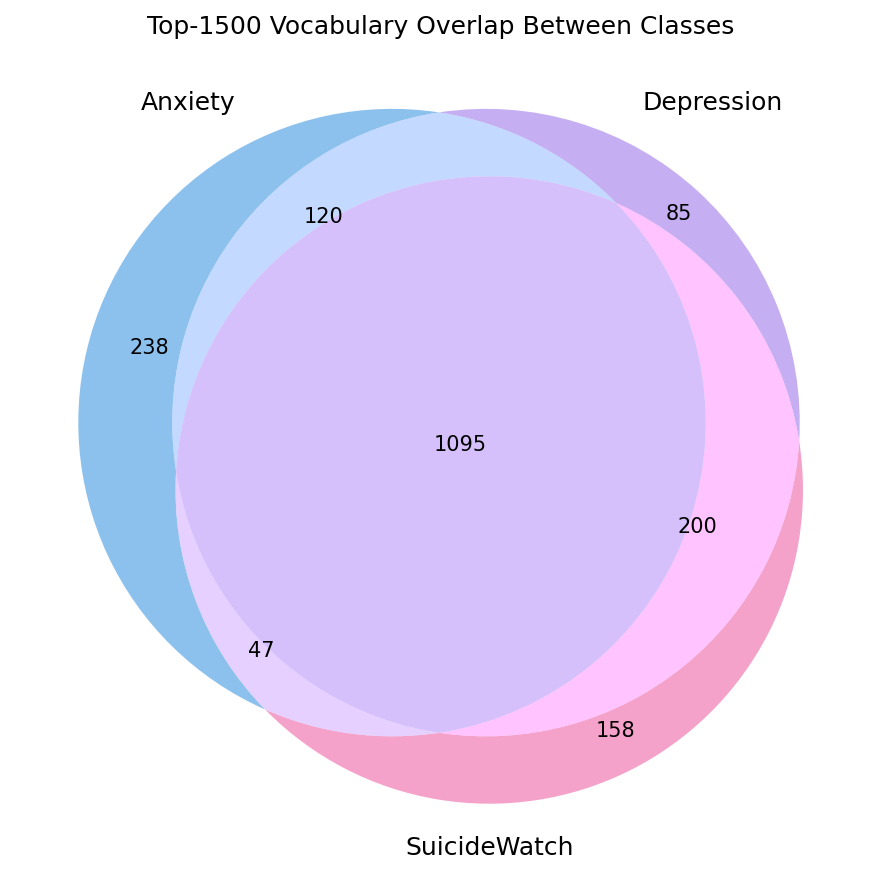 Top-1500 Vocabulary Overlap Between Classes
Anxiety
Depression
120
85
238
1095
200
47
158
SuicideWatch